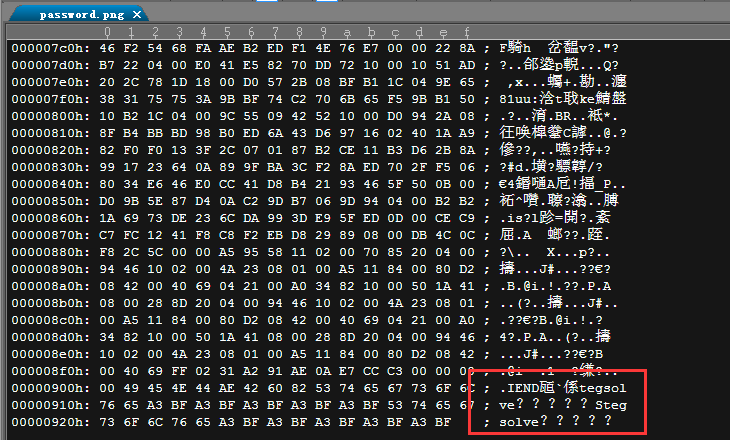 password.png ×
0 1 2 3 4 5 6 7 8 9 a b c d e f
000007c0h: 46 F2 54 68 FA AE B2 ED F1 4E 76 E7 00 00 22 8A ;
000007d0h: B7 22 04 00 E0 41 E5 82 70 DD 72 10 00 10 51 AD ;
000007e0h: 20 2C 78 1D 18 00 D0 57 2B 08 BF B1 1C 04 9E 65 ;
000007f0h: 38 31 75 75 3A 9B BF 74 C2 70 6B 65 F5 9B B1 50 ;
00000800h: 10 B2 1C 04 00 9C 55 09 42 52 10 00 D0 94 2A 08 ;
00000810h: 8F B4 BB BD 98 B0 ED 6A 43 D6 97 16 02 40 1A A9 ;
00000820h: 82 F0 F0 13 3F 2C 07 01 87 B2 CE 11 B3 D6 2B 8A ;
00000830h: 99 17 23 64 0A 89 9F BA 3C F2 8A ED 70 2F F5 06 ;
00000840h: 80 34 E6 46 E0 CC 41 D8 B4 21 93 46 5F 50 0B 00 ;
00000850h: D0 9B 5E 87 D4 0A C2 9D B7 06 9D 94 04 00 B2 B2 ;
00000860h: 1A 69 73 DE 23 6C DA 99 3D E9 5F ED 0D 00 CE C9 ;
00000870h: C7 FC 12 41 F8 C8 F2 EB D8 29 89 08 00 DB 4C 0C ;
00000880h: F8 2C 5C 00 00 A5 95 58 11 02 00 70 85 20 04 00 ; ?\.. X...p?..
00000890h: 94 46 10 02 00 4A 23 08 01 00 A5 11 84 00 80 D2 ; 擣...J#...??€?
000008a0h: 08 42 00 40 69 04 21 00 A0 34 82 10 00 50 1A 41 ; .B.@i.!.??.P.A
000008b0h: 08 00 28 8D 20 04 00 94 46 10 02 00 4A 23 08 01 ; ..(?..擣...J#..
000008c0h: 00 A5 11 84 00 80 D2 08 42 00 40 69 04 21 00 A0 ; .??€?B.@i.!.?
000008d0h: 34 82 10 00 50 1A 41 08 00 28 8D 20 04 00 94 46 ; 4?.P.A..(?..擣
000008e0h: 10 02 00 4A 23 08 01 00 A5 11 84 00 80 D2 08 42 ; ...J#...??€?B
000008f0h: 00 40 69 FF 02 31 A2 91 AE 0A E7 CC C3 00 00 00 ;
00000900h: 00 49 45 4E 44 AE 42 60 82 53 74 65 67 73 6F 6C ; .IEND瓸`係tegsol
00000910h: 76 65 A3 BF A3 BF A3 BF A3 BF A3 BF 53 74 65 67 ; ve？？？？？Steg
00000920h: 73 6F 6C 76 65 A3 BF A3 BF A3 BF A3 BF A3 BF ; solve？？？？？